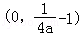 (0, 1/4a -1)